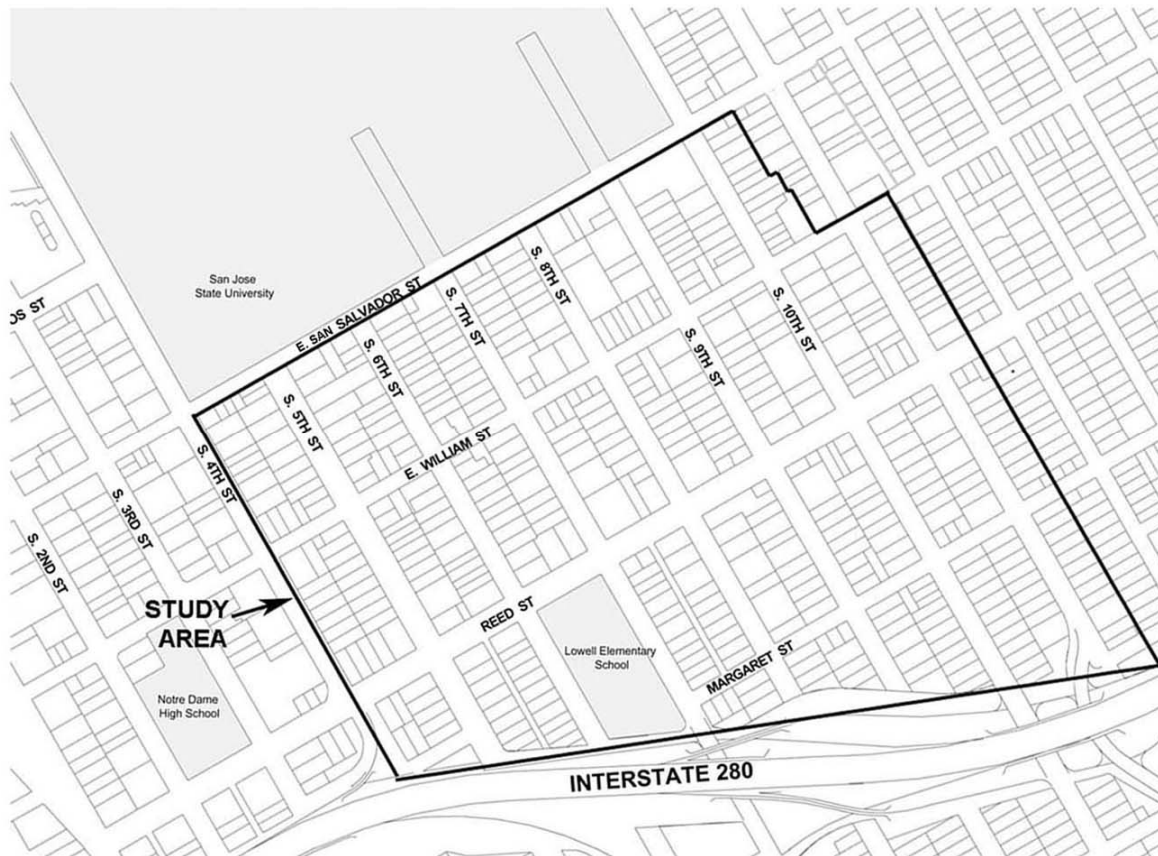 San Jose
State University
OS ST
E. SAN SALVADOR ST
S. 8TH ST
S. 7TH ST
S. 6TH ST
S. 5TH ST
S. 4TH ST
S. 3RD ST
S. 2ND ST
S. 9TH ST
S. 10TH ST
E. WILLIAM ST
STUDY
AREA
REED ST
Lowell Elementary
School
MARGARET ST
Notre Dame
High School
INTERSTATE 280